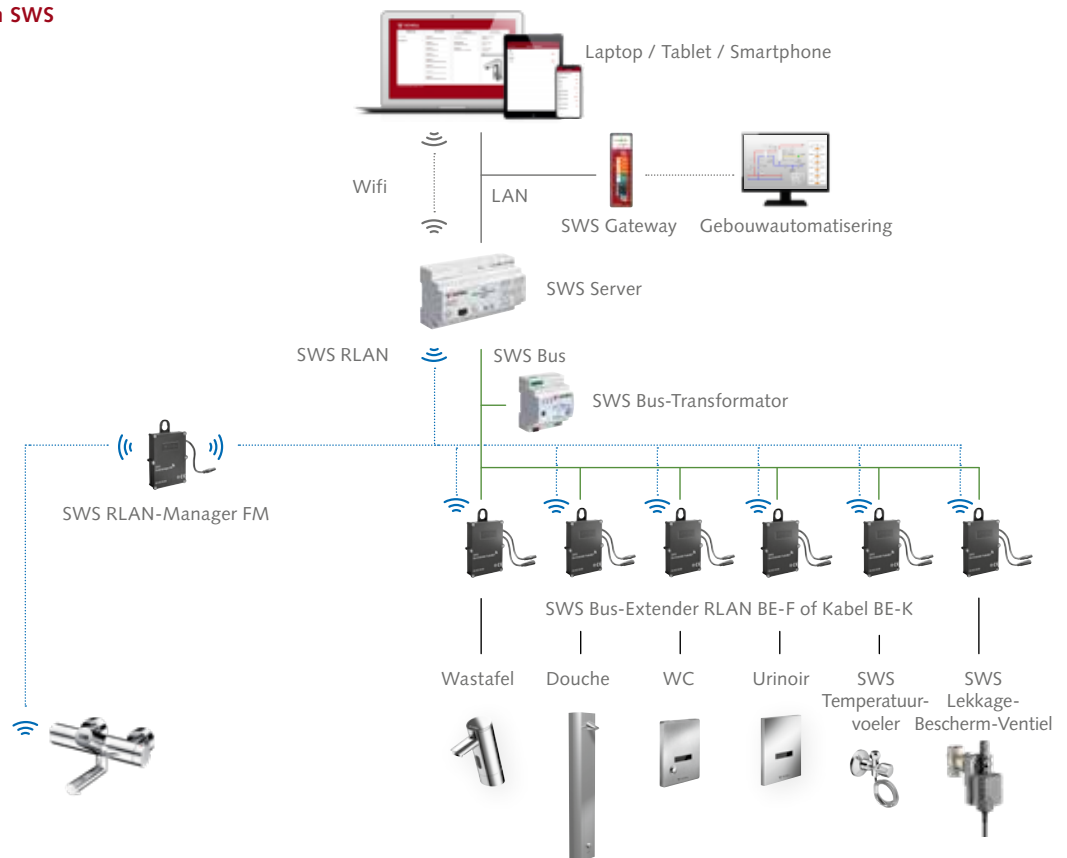 SWS
Laptop / Tablet / Smartphone
Wifi
LAN
SWS Gateway
Gebouwautomatisering
SWS Server
SWS RLAN
SWS Bus
SWS Bus-Transformator
SWS RLAN-Manager FM
SWS Bus-Extender RLAN BE-F of Kabel BE-K
Wastafel
Douche
WC
Urinoir
SWS
Temperatuur-
voeler
SWS
Lekkage-
Bescherm-Ventiel